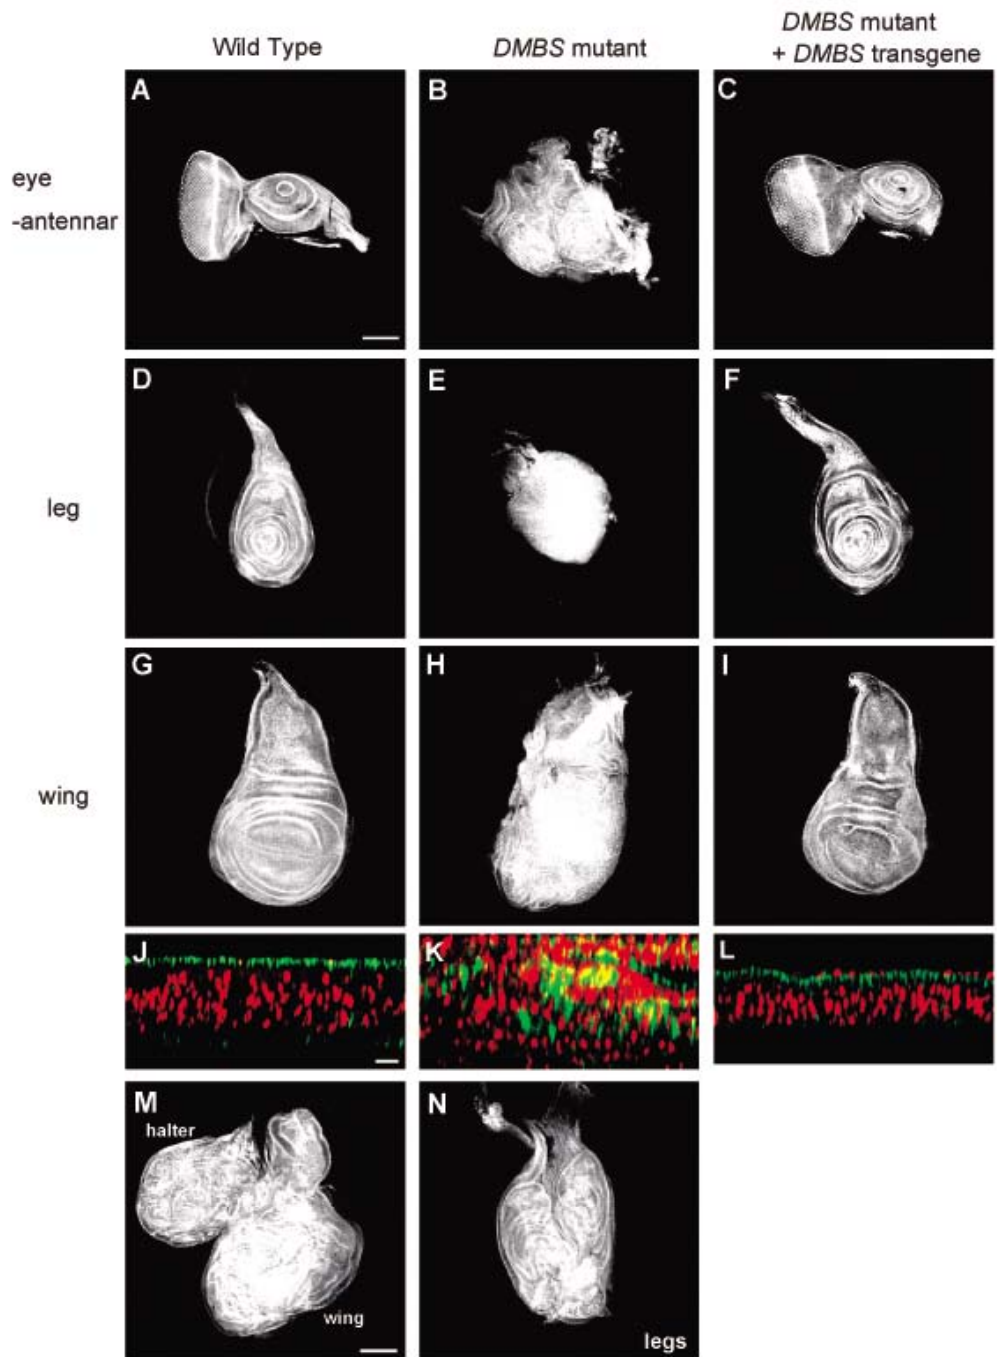 Wild Type
DMBS mutant
DMBS mutant
+ DMBS transgene
A
B
C
eye
-antennar
D
E
F
leg
G
H
I
wing
J
K
L
M
N
halter
wing
legs